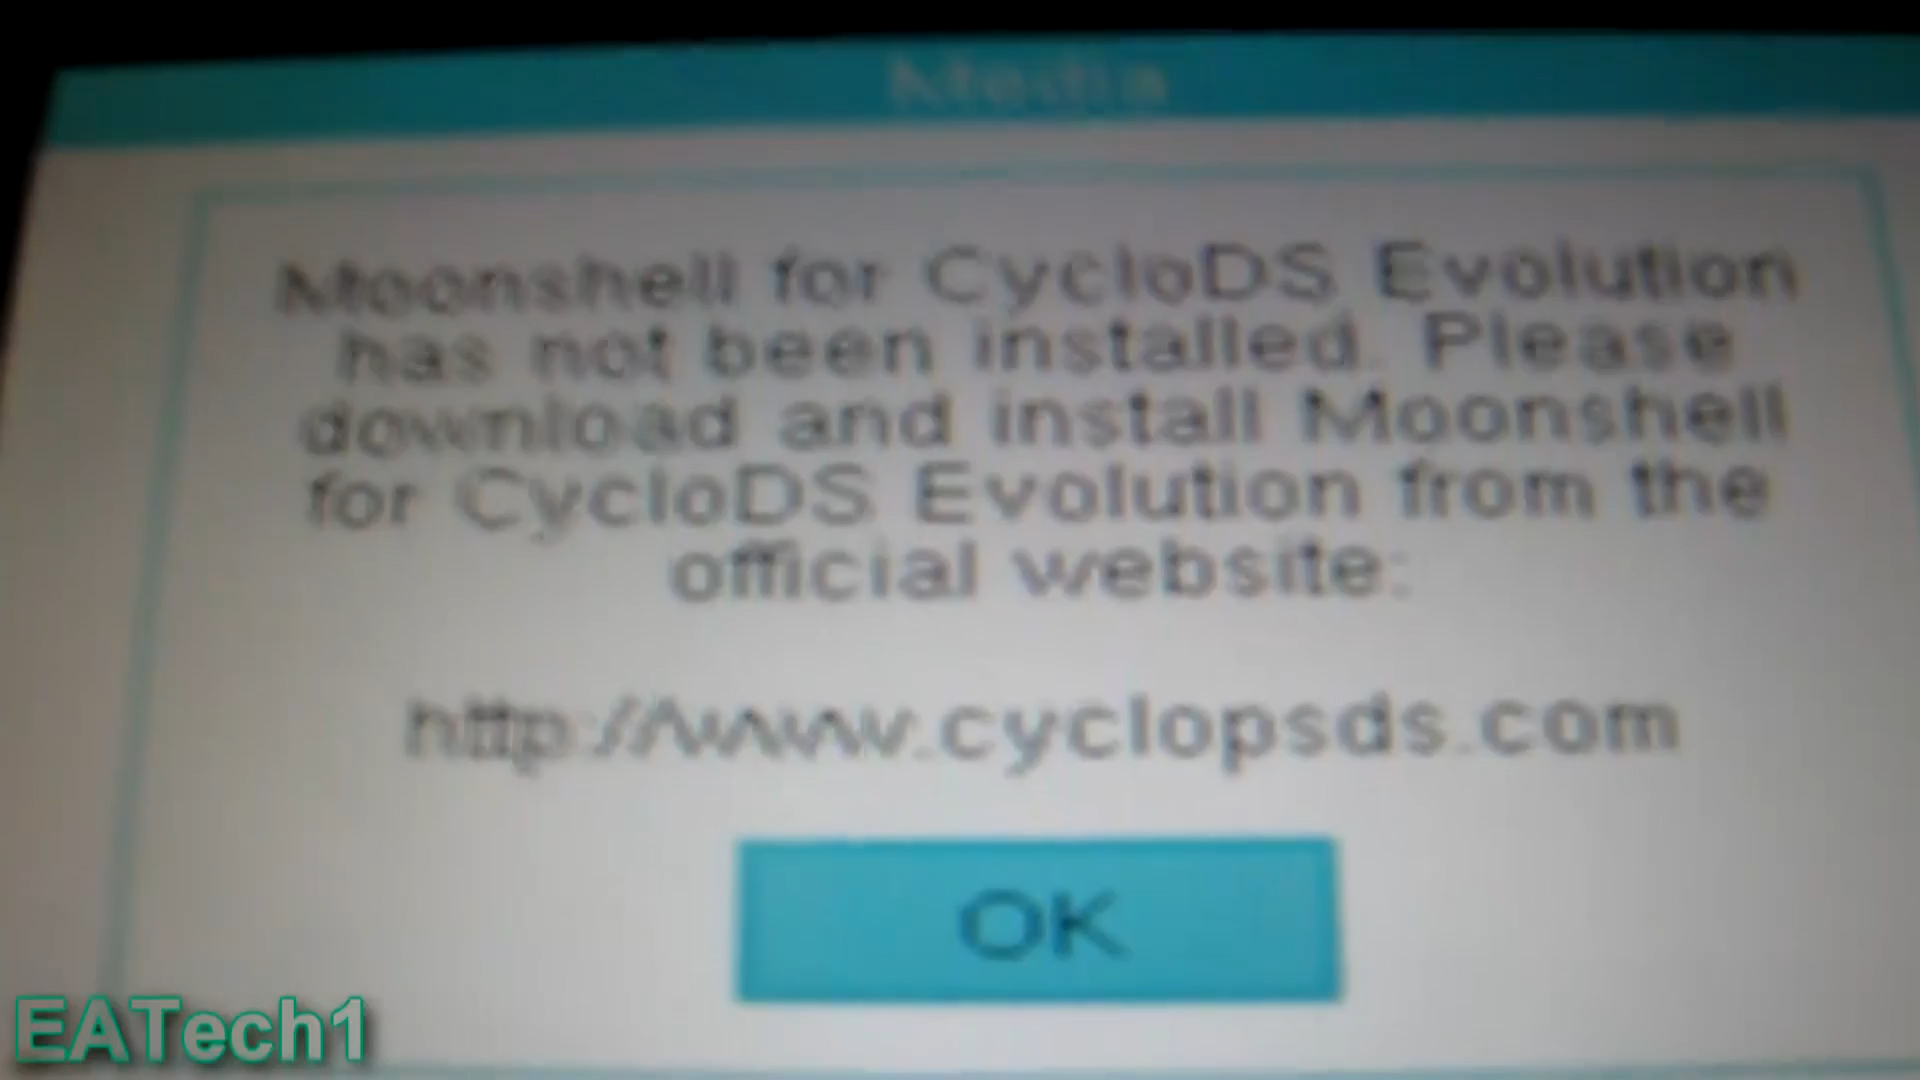 Media
Moonshell for CycloDS Evolution
has not been installed. Please
download and install Moonshell
for CycloDS Evolution from the
official website:
http://www.cyclopsds.com
OK
EATech1